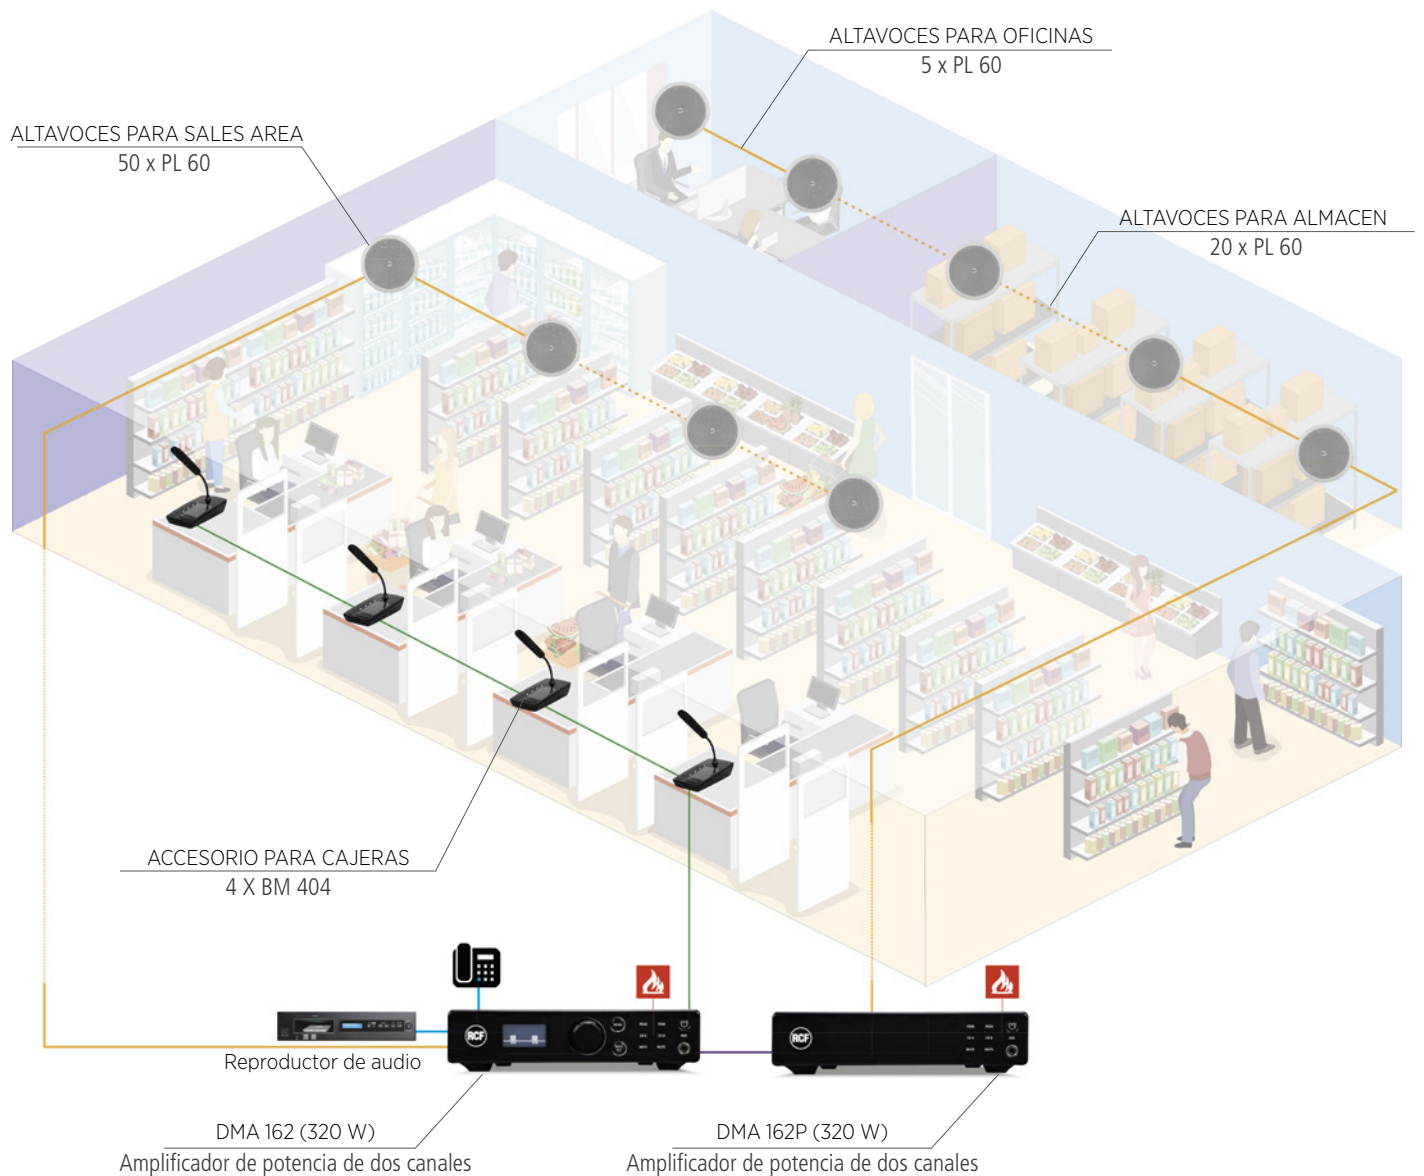 ALTAVOCES PARA OFICINAS
5 x PL 60
ALTAVOCES PARA SALES AREA
50 x PL 60
ALTAVOCES PARA ALMACEN
20 x PL 60
ACCESORIO PARA CAJERAS
4 X BM 404
RCF
RCF
Reproductor de audio
DMA 162 (320 W)
Amplificador de potencia de dos canales
DMA 162P (320 W)
Amplificador de potencia de dos canales